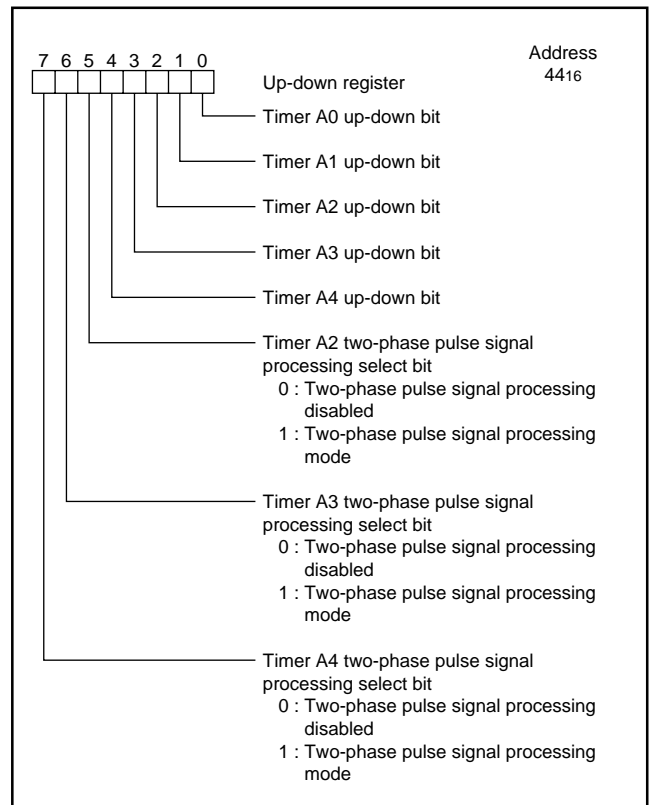 Address
44₁₆
7 6 5 4 3 2 1 0
Up-down register
Timer A0 up-down bit
Timer A1 up-down bit
Timer A2 up-down bit
Timer A3 up-down bit
Timer A4 up-down bit
Timer A2 two-phase pulse signal
processing select bit
0 : Two-phase pulse signal processing
disabled
1 : Two-phase pulse signal processing
mode
Timer A3 two-phase pulse signal
processing select bit
0 : Two-phase pulse signal processing
disabled
1 : Two-phase pulse signal processing
mode
Timer A4 two-phase pulse signal
processing select bit
0 : Two-phase pulse signal processing
disabled
1 : Two-phase pulse signal processing
mode